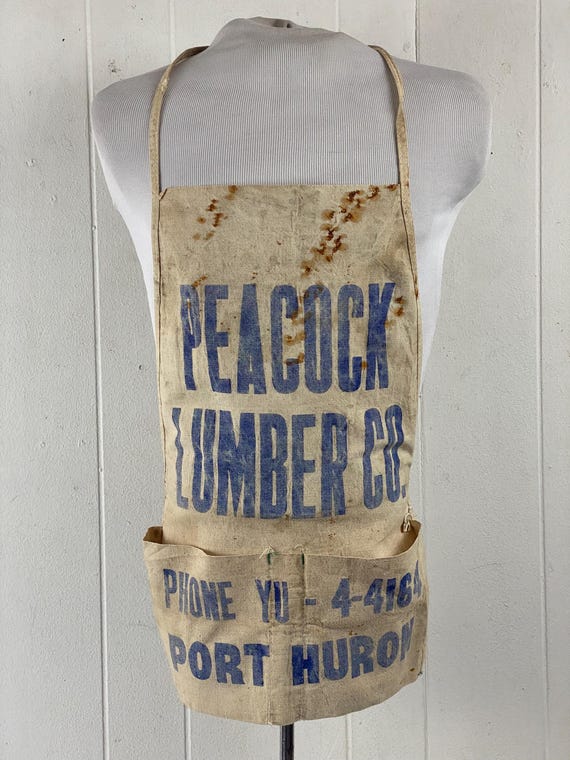 PEACOCK
LUMBER CO.
PHONE YU - 4-4164
PORT HURON